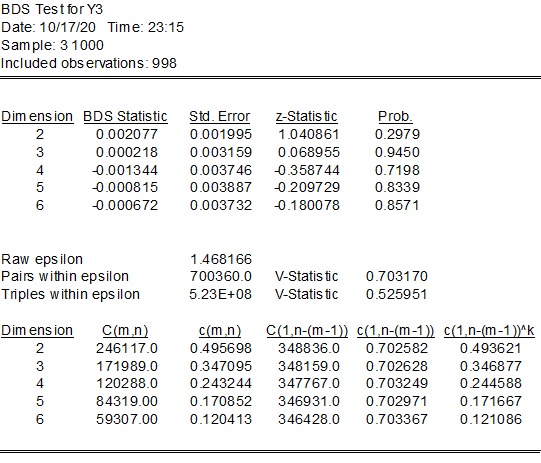 BDS Test for Y3
Date: 10/17/20 Time: 23:15
Sample: 3 1000
Included observations: 998
Dimension BDS Statistic Std. Error z-Statistic Prob.
2 0.002077 0.001995 1.040861 0.2979
3 0.000218 0.003159 0.068955 0.9450
4 -0.001344 0.003746 -0.358744 0.7198
5 -0.000815 0.003887 -0.209729 0.8339
6 -0.000672 0.003732 -0.180078 0.8571
Raw epsilon 1.468166
Pairs within epsilon 700360.0 V-Statistic 0.703170
Triples within epsilon 5.23E+08 V-Statistic 0.525951
Dimension C(m,n) c(m,n) C(1,n-(m-1)) c(1,n-(m-1)) c(1,n-(m-1))^k
2 246117.0 0.495698 348836.0 0.702582 0.493621
3 171989.0 0.347095 348159.0 0.702628 0.346877
4 120288.0 0.243244 347767.0 0.703249 0.244588
5 84319.00 0.170852 346931.0 0.702971 0.171667
6 59307.00 0.120413 346428.0 0.703367 0.121086